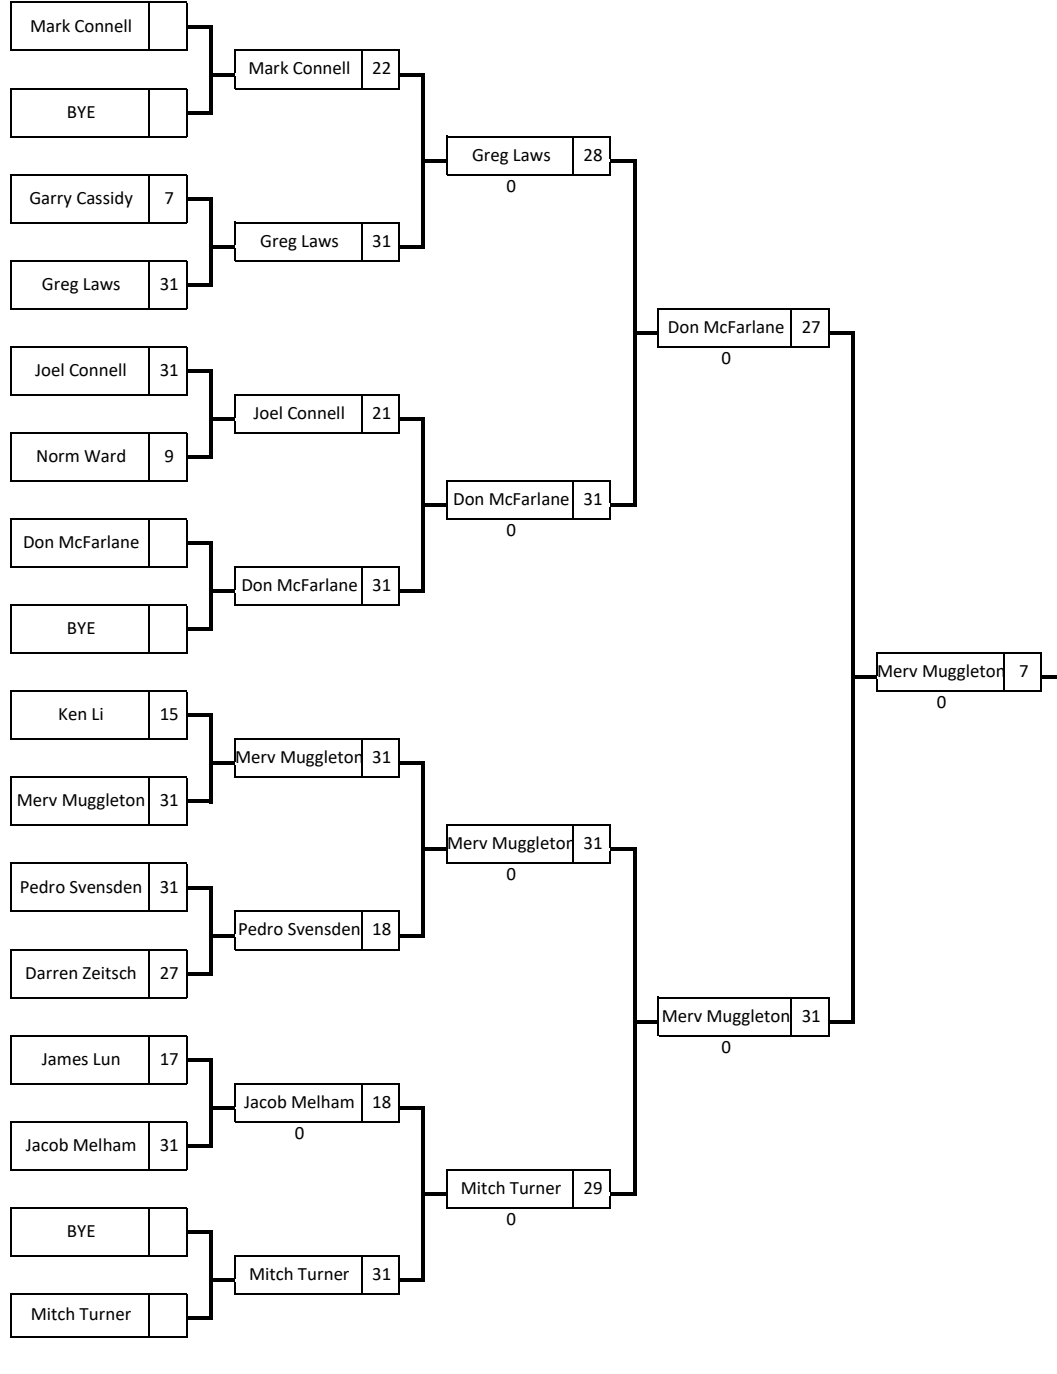 Mark Connell
BYE
Garry Cassidy 7
Greg Laws 31
Joel Connell 31
Norm Ward 9
Don McFarlane
BYE
Ken Li 15
Merv Muggleton 31
Pedro Svensden 31
Darren Zeitsch 27
James Lun 17
Jacob Melham 31
BYE
Mitch Turner
Mark Connell 22
Greg Laws 31
Joel Connell 21
Don McFarlane 31
Merv Muggleton 31
Pedro Svensden 18
Jacob Melham 18
0
Mitch Turner 31
Greg Laws 28
0
Don McFarlane 31
0
Merv Muggleton 31
0
Mitch Turner 29
0
Don McFarlane 27
0
Merv Muggleton 31
0
Merv Muggleton 7
0